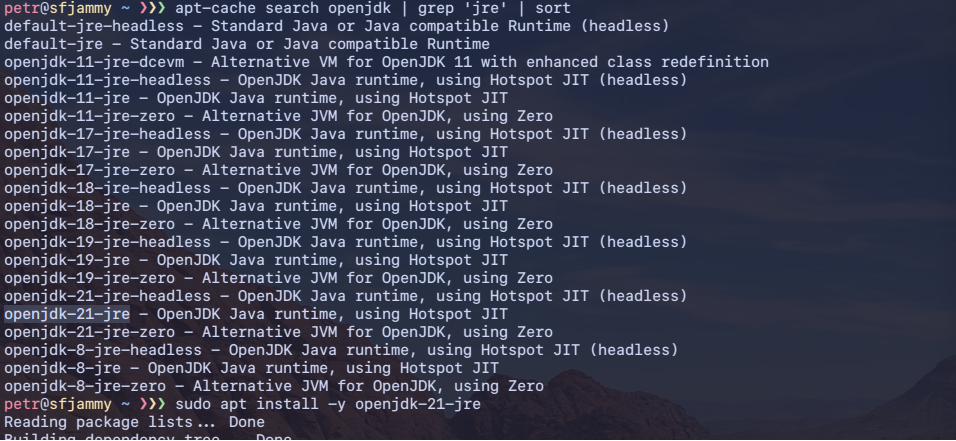 petr@sfjammy ~ ❯❯❯ apt-cache search openjdk | grep 'jre' | sort
default-jre-headless - Standard Java or Java compatible Runtime (headless)
default-jre - Standard Java or Java compatible Runtime
openjdk-11-jre-dcevm - Alternative VM for OpenJDK 11 with enhanced class redefinition
openjdk-11-jre-headless - OpenJDK Java runtime, using Hotspot JIT (headless)
openjdk-11-jre - OpenJDK Java runtime, using Hotspot JIT
openjdk-11-jre-zero - Alternative JVM for OpenJDK, using Zero
openjdk-17-jre-headless - OpenJDK Java runtime, using Hotspot JIT (headless)
openjdk-17-jre - OpenJDK Java runtime, using Hotspot JIT
openjdk-17-jre-zero - Alternative JVM for OpenJDK, using Zero
openjdk-18-jre-headless - OpenJDK Java runtime, using Hotspot JIT (headless)
openjdk-18-jre - OpenJDK Java runtime, using Hotspot JIT
openjdk-18-jre-zero - Alternative JVM for OpenJDK, using Zero
openjdk-19-jre-headless - OpenJDK Java runtime, using Hotspot JIT (headless)
openjdk-19-jre - OpenJDK Java runtime, using Hotspot JIT
openjdk-19-jre-zero - Alternative JVM for OpenJDK, using Zero
openjdk-21-jre-headless - OpenJDK Java runtime, using Hotspot JIT (headless)
openjdk-21-jre - OpenJDK Java runtime, using Hotspot JIT
openjdk-21-jre-zero - Alternative JVM for OpenJDK, using Zero
openjdk-8-jre-headless - OpenJDK Java runtime, using Hotspot JIT (headless)
openjdk-8-jre - OpenJDK Java runtime, using Hotspot JIT
openjdk-8-jre-zero - Alternative JVM for OpenJDK, using Zero
petr@sfjammy ~ ❯❯❯ sudo apt install -y openjdk-21-jre
Reading package lists... Done
Building dependency tree... Done